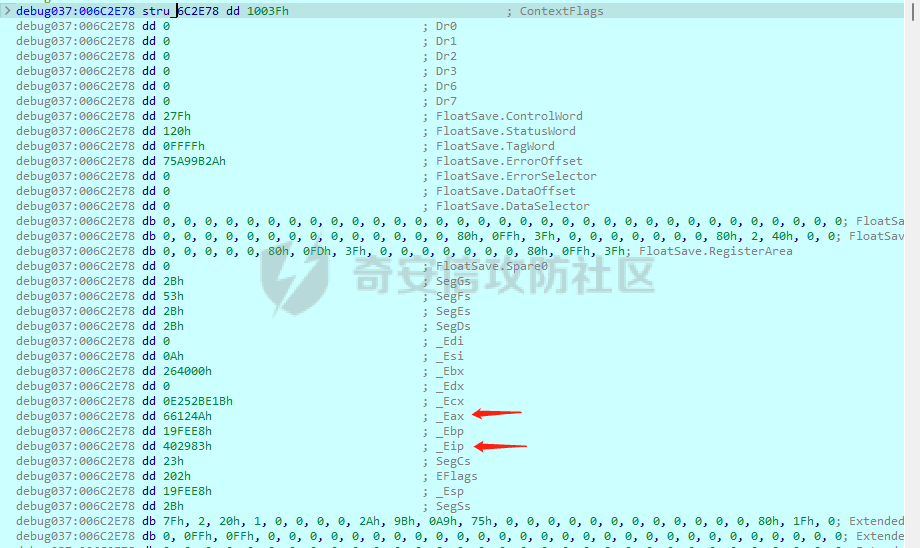 debug037:006C2E78 stru_6C2E78 dd 1003Fh ; ContextFlags
debug037:006C2E78 dd 0 ; Dr0
debug037:006C2E78 dd 0 ; Dr1
debug037:006C2E78 dd 0 ; Dr2
debug037:006C2E78 dd 0 ; Dr3
debug037:006C2E78 dd 0 ; Dr6
debug037:006C2E78 dd 0 ; Dr7
debug037:006C2E78 dd 27Fh ; FloatSave.ControlWord
debug037:006C2E78 dd 120h ; FloatSave.StatusWord
debug037:006C2E78 dd 0FFFFh ; FloatSave.TagWord
debug037:006C2E78 dd 75A99B2Ah ; FloatSave.ErrorOffset
debug037:006C2E78 dd 0 ; FloatSave.ErrorSelector
debug037:006C2E78 dd 0 ; FloatSave.DataOffset
debug037:006C2E78 dd 0 ; FloatSave.DataSelector
debug037:006C2E78 db 0, 0, 0, 0, 0, 0, 0, 0, 0, 0, 0, 0, 0, 0, 0, 0, 0, 0, 0, 0, 0, 0, 0, 0, 0, 0, 0, 0, 0, 0, 0, 0, 0; FloatSa
debug037:006C2E78 db 0, 0, 0, 0, 0, 0, 0, 0, 0, 0, 0, 0, 0, 0, 80h, 0FFh, 3Fh, 0, 0, 0, 0, 0, 0, 0, 80h, 2, 40h, 0, 0; FloatSav
debug037:006C2E78 db 0, 0, 0, 0, 0, 80h, 0FDh, 3Fh, 0, 0, 0, 0, 0, 0, 0, 80h, 0FFh, 3Fh; FloatSave.RegisterArea
debug037:006C2E78 dd 0 ; FloatSave.Spare0
debug037:006C2E78 dd 2Bh ; SegGs
debug037:006C2E78 dd 53h ; SegFs
debug037:006C2E78 dd 2Bh ; SegEs
debug037:006C2E78 dd 2Bh ; SegDs
debug037:006C2E78 dd 0 ; _Edi
debug037:006C2E78 dd 0Ah ; _Esi
debug037:006C2E78 dd 264000h ; _Ebx
debug037:006C2E78 dd 0 ; _Edx
debug037:006C2E78 dd 0E252BE1Bh ; _Ecx
debug037:006C2E78 dd 66124Ah ; _Eax
debug037:006C2E78 dd 19FEE8h ; _Ebp
debug037:006C2E78 dd 402983h ; _Eip
debug037:006C2E78 dd 23h ; SegCs
debug037:006C2E78 dd 202h ; EFlags
debug037:006C2E78 dd 19FEE8h ; _Esp
debug037:006C2E78 dd 2Bh ; SegSs
debug037:006C2E78 db 7Fh, 2, 20h, 1, 0, 0, 0, 0, 2Ah, 9Bh, 0A9h, 75h, 0, 0, 0, 0, 0, 0, 0, 0, 0, 0, 0, 0, 80h, 1Fh, 0; Extended
debug037:006C2E78 db 0, 0FFh, 0FFh, 0, 0, 0, 0, 0, 0, 0, 0, 0, 0, 0, 0, 0, 0, 0, 0, 0, 0, 0, 0, 0, 0, 0, 0, 0, 0, 0, 0; Extende
奇安信攻防社区